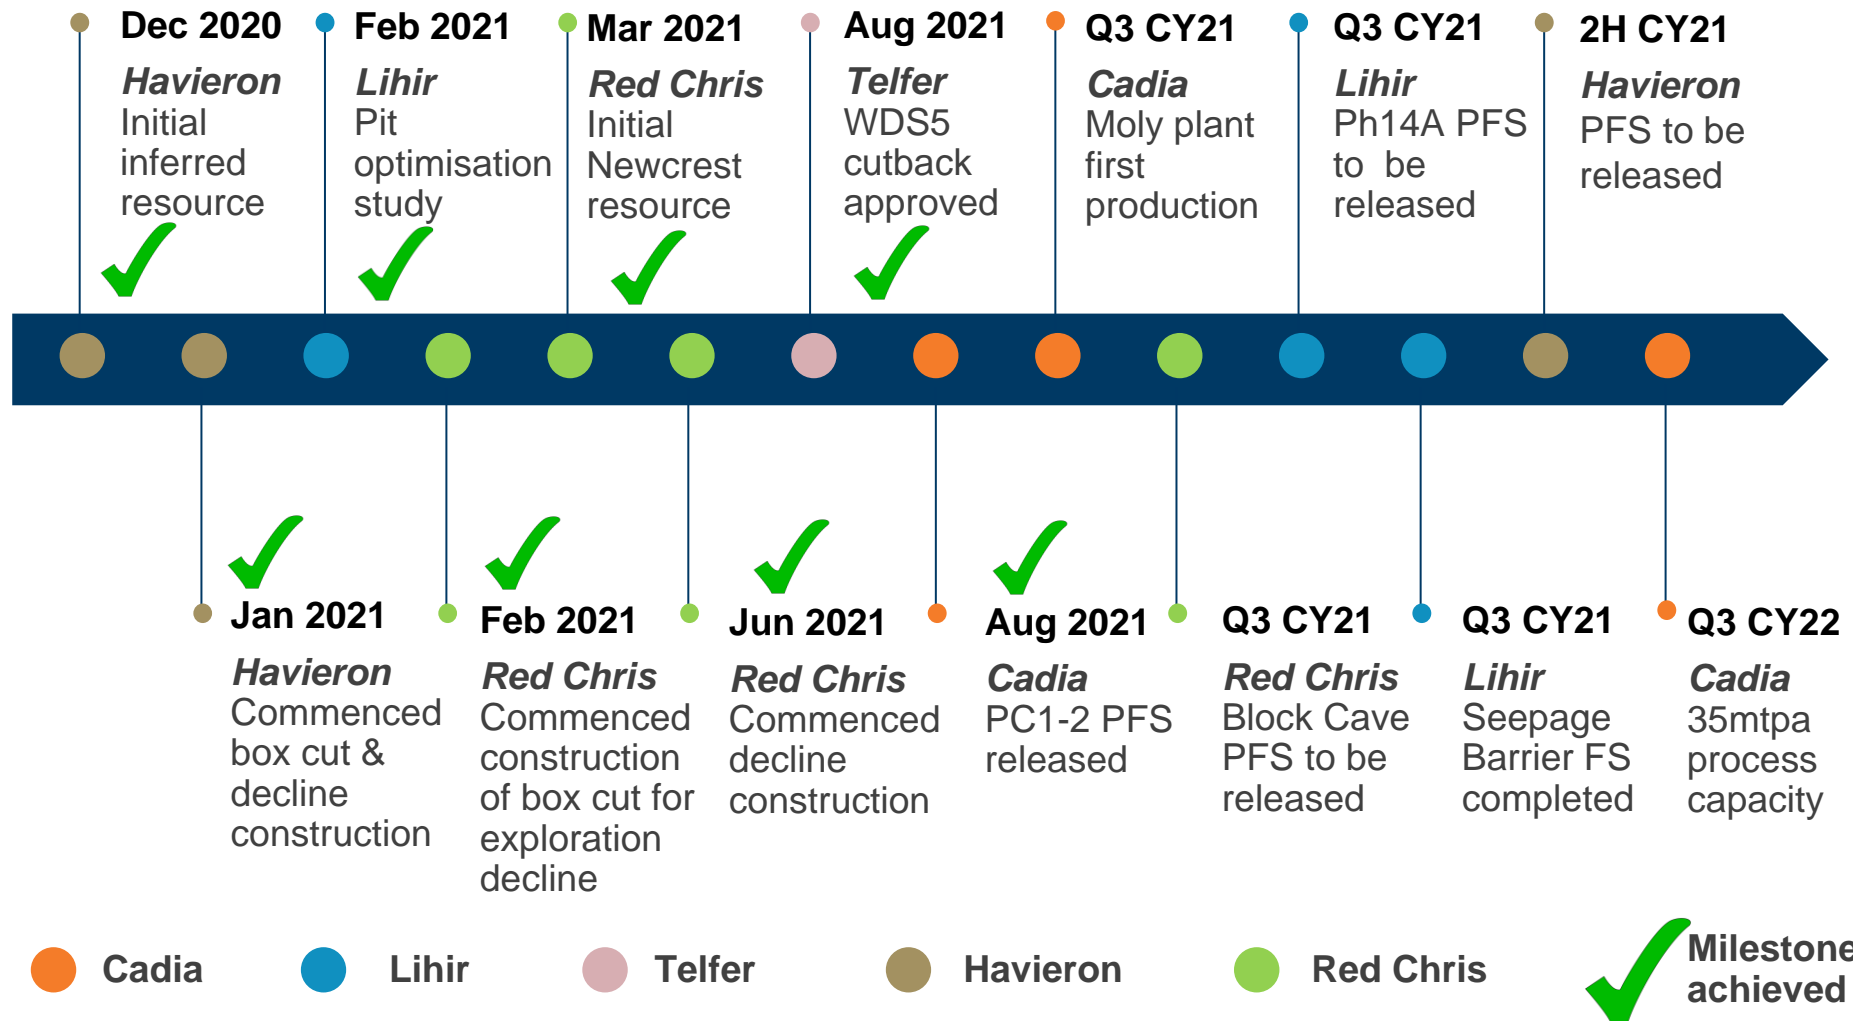 Dec 2020
Havieron
Initial
inferred
resource
Feb 2021
Lihir
Pit
optimisation
study
Mar 2021
Red Chris
Initial
Newcrest
resource
Aug 2021
Telfer
WDS5
cutback
approved
Q3 CY21
Cadia
Moly plant
first
production
Q3 CY21
Lihir
Ph14A PFS
to be
released
2H CY21
Havieron
PFS to be
released
Jan 2021
Havieron
Commenced
box cut &
decline
construction
Feb 2021
Red Chris
Commenced
construction
of box cut for
exploration
decline
Jun 2021
Red Chris
Commenced
decline
construction
Aug 2021
Cadia
PC1-2 PFS
released
Q3 CY21
Red Chris
Block Cave
PFS to be
released
Q3 CY21
Lihir
Seepage
Barrier FS
completed
Q3 CY22
Cadia
35mtpa
process
capacity
Cadia
Lihir
Telfer
Havieron
Red Chris
Milestone
achieved